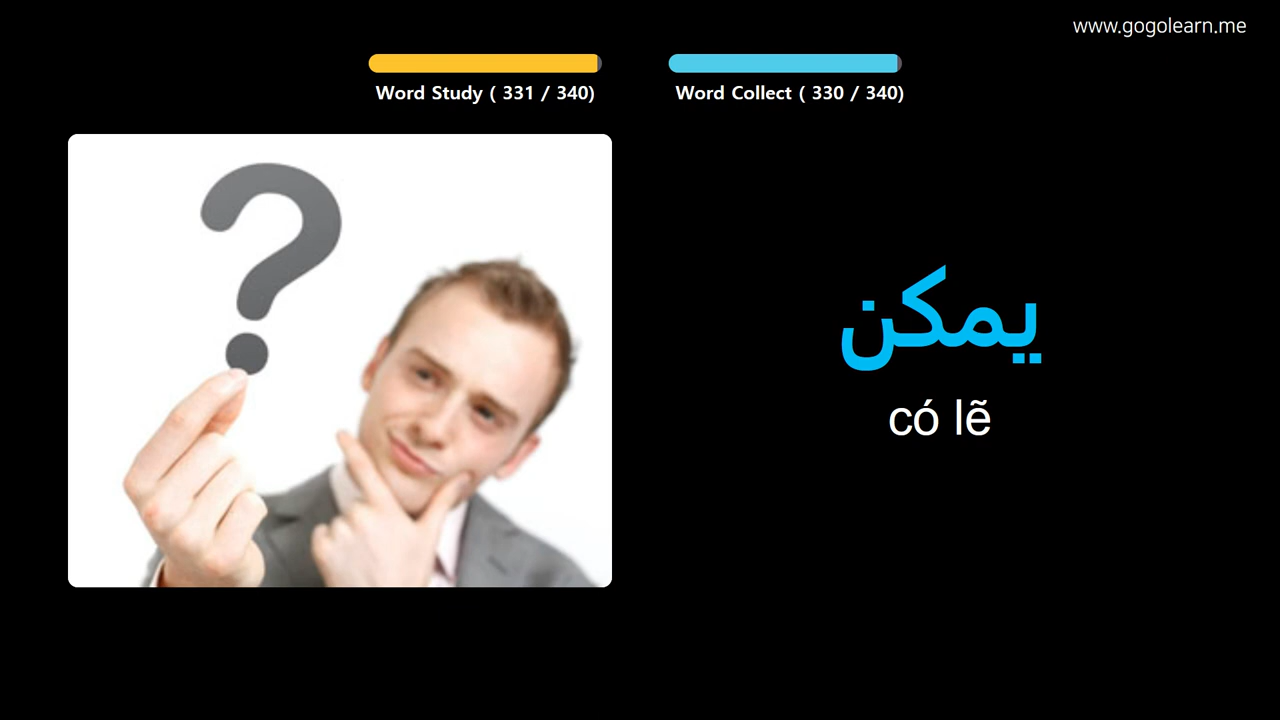 www.gogolearn.me
Word Study ( 331 / 340)
Word Collect ( 330 / 340)
?
يمكن
có lẽ